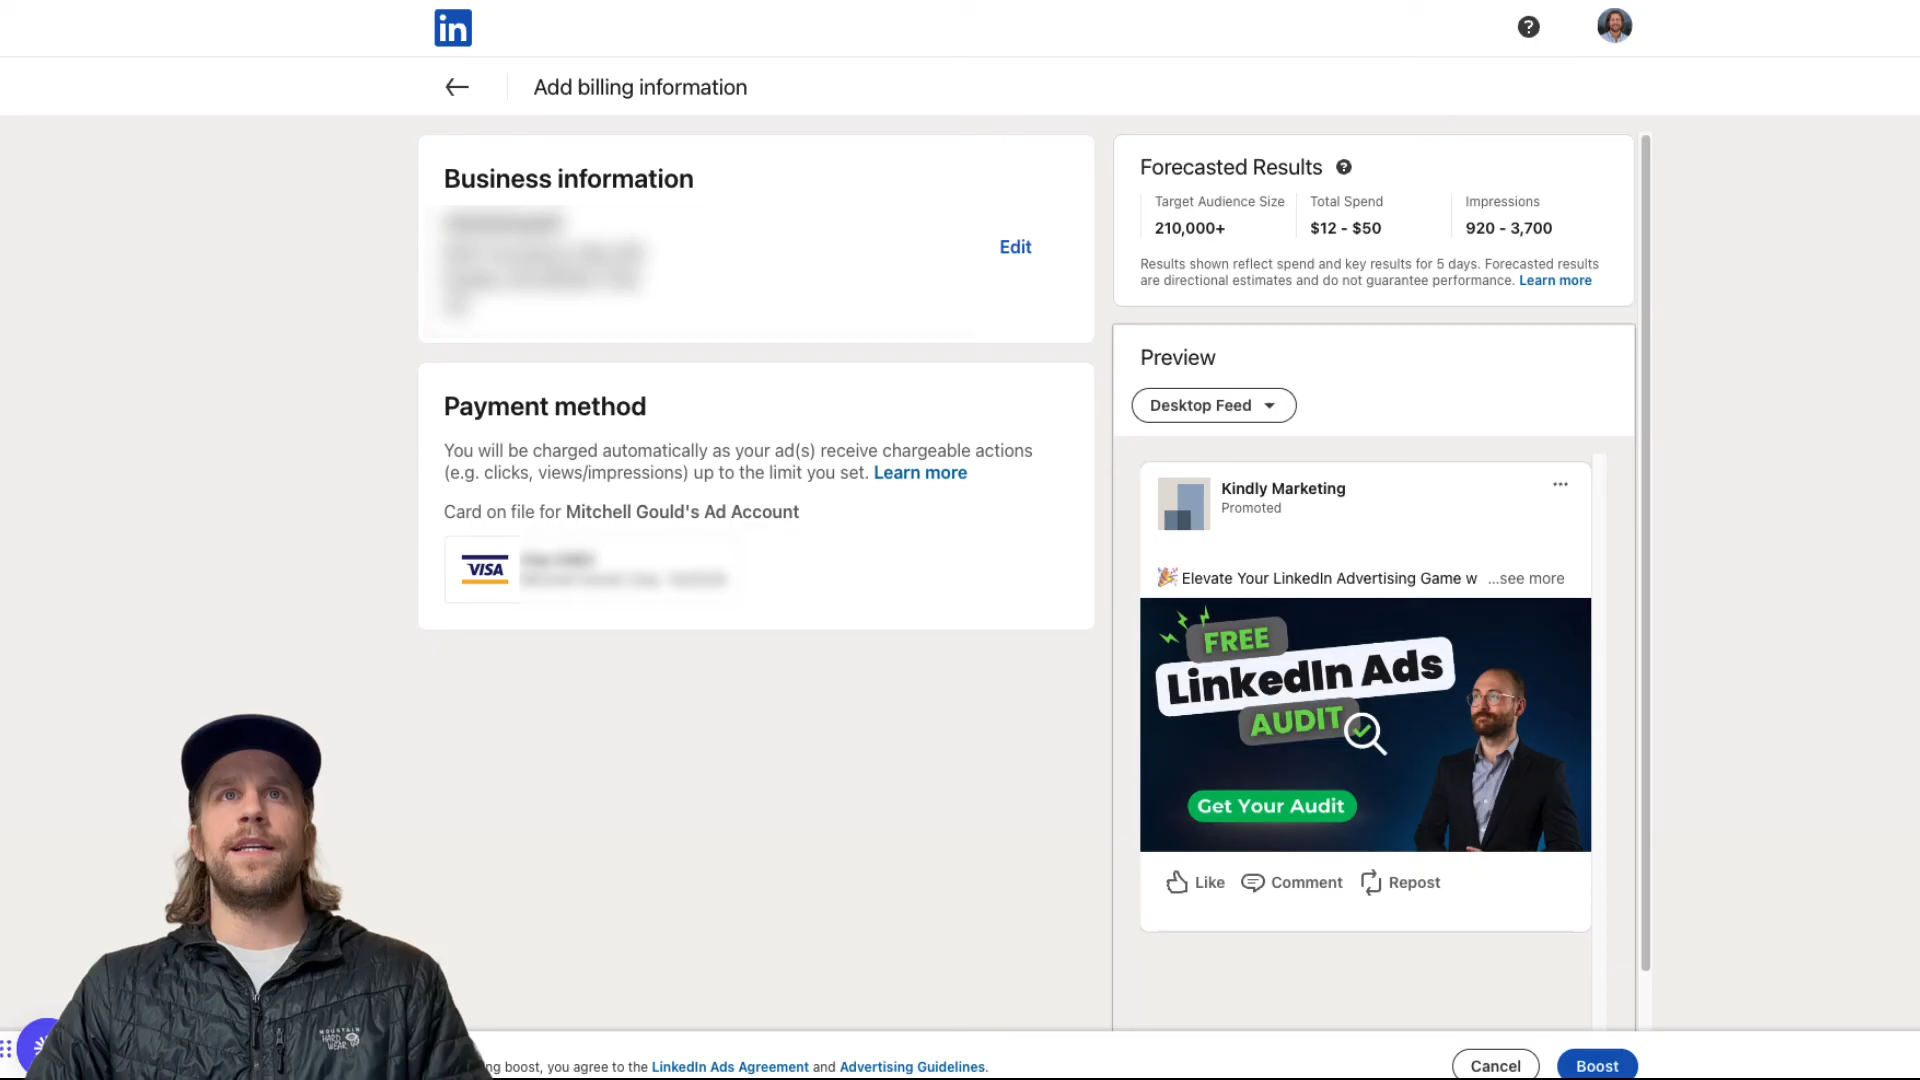 in
?
Add billing information
Business information
Edit
Payment method
You will be charged automatically as your ad(s) receive chargeable actions
(e.g. clicks, views/impressions) up to the limit you set. Learn more
Card on file for Mitchell Gould's Ad Account
VISA
Forecasted Results ?
Target Audience Size
210,000+
Total Spend
$12 - $50
Impressions
920 - 3,700
Results shown reflect spend and key results for 5 days. Forecasted results
are directional estimates and do not guarantee performance. Learn more
Preview
Desktop Feed
Kindly Marketing
Promoted
Elevate Your LinkedIn Advertising Game w ...see more
FREE
LinkedIn Ads
AUDIT
Get Your Audit
Like Comment Repost
MOUNTAIN
HARD
WEAR
ng boost, you agree to the LinkedIn Ads Agreement and Advertising Guidelines.
Cancel
Boost